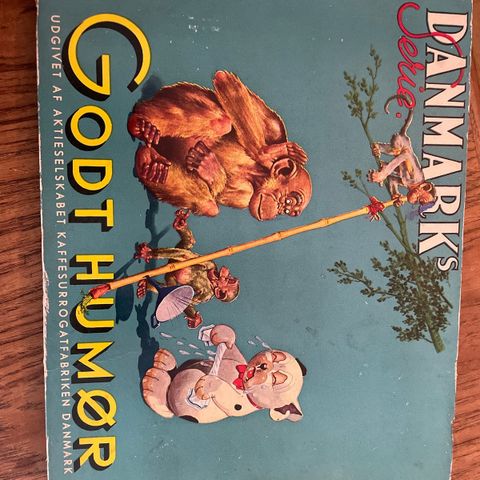 DANMARKs
Serie.
GODT HUMØR
UDGIVET AF AKTIESELSKABET KAFFESURROGATFABRIKEN DANMARK